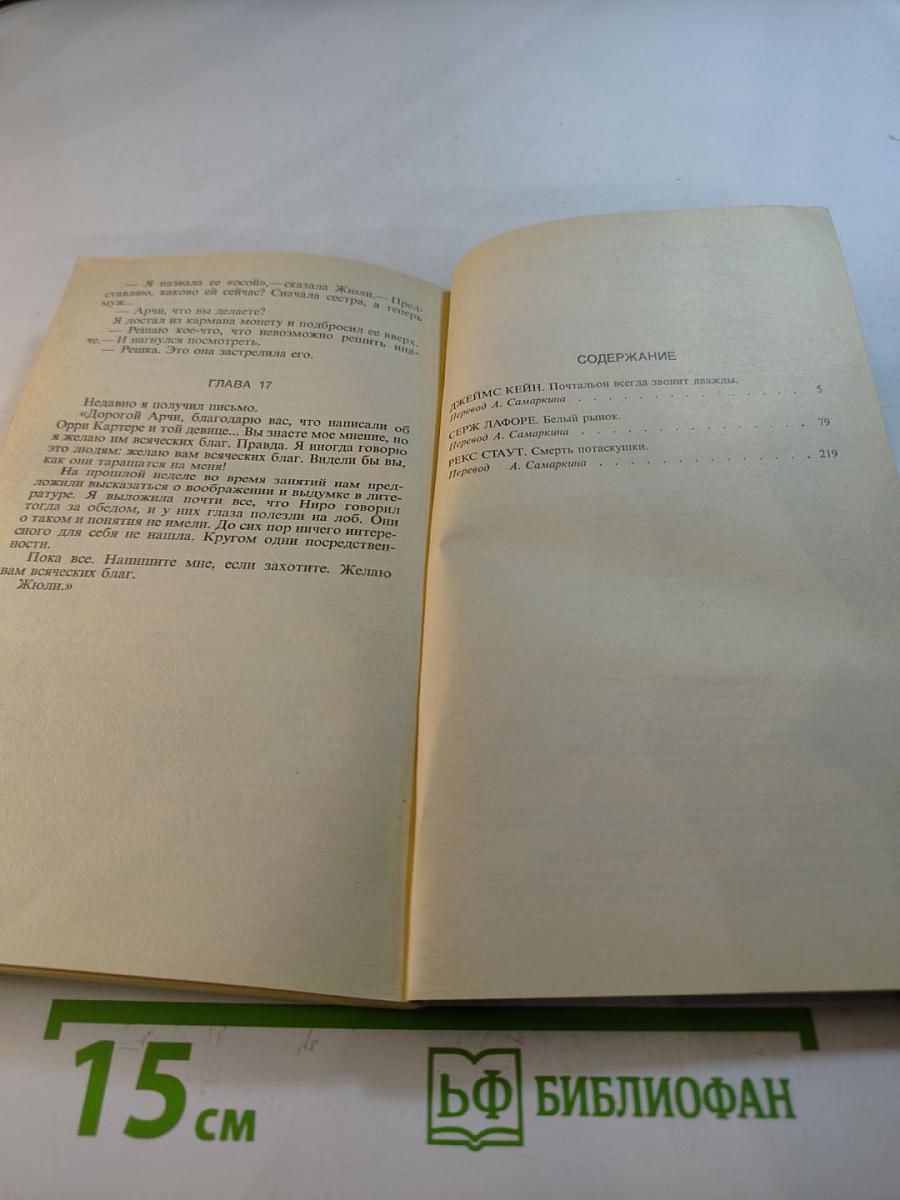 — Я назвала ее «осой»,— сказала Жюли.— Пред-
ставляю, каково ей сейчас? Сначала сестра, а теперь
муж...
— Арчи, что вы делаете?
Я достал из кармана монету и подбросил ее вверх.
— Решаю кое-что, что невозможно решить ина-
че.— И нагнулся посмотреть.
— Решка. Это она застрелила его.
ГЛАВА 17
Недавно я получил письмо.
«Дорогой Арчи, благодарю вас, что написали об
Орри Картере и той девице... Вы знаете мое мнение, но
я желаю им всяческих благ. Правда. Я иногда говорю
это людям: желаю вам всяческих благ. Видели бы вы,
как они таращатся на меня!
На прошлой неделе во время занятий нам пред-
ложили высказаться о воображении и выдумке в лите-
ратуре. Я выложила почти все, что Ниро говорил
тогда за обедом, и у них глаза полезли на лоб. Они
о таком и понятия не имели. До сих пор ничего интере-
сного для себя не нашла. Кругом одни посредствен-
ности.
Пока все. Напишите мне, если захотите. Желаю
вам всяческих благ.
Жюли.»
СОДЕРЖАНИЕ
ДЖЕЙМС КЕЙН. Почтальон всегда звонит дважды.
Перевод А. Самаркина . . . . . . . . . . . . . . 5
СЕРЖ ЛАФОРЕ. Белый рынок.
Перевод А. Самаркина . . . . . . . . . . . . . . 79
РЕКС СТАУТ. Смерть потаскушки.
Перевод А. Самаркина . . . . . . . . . . . . . . 219
15 см
ЬФ БИБЛИОФАН